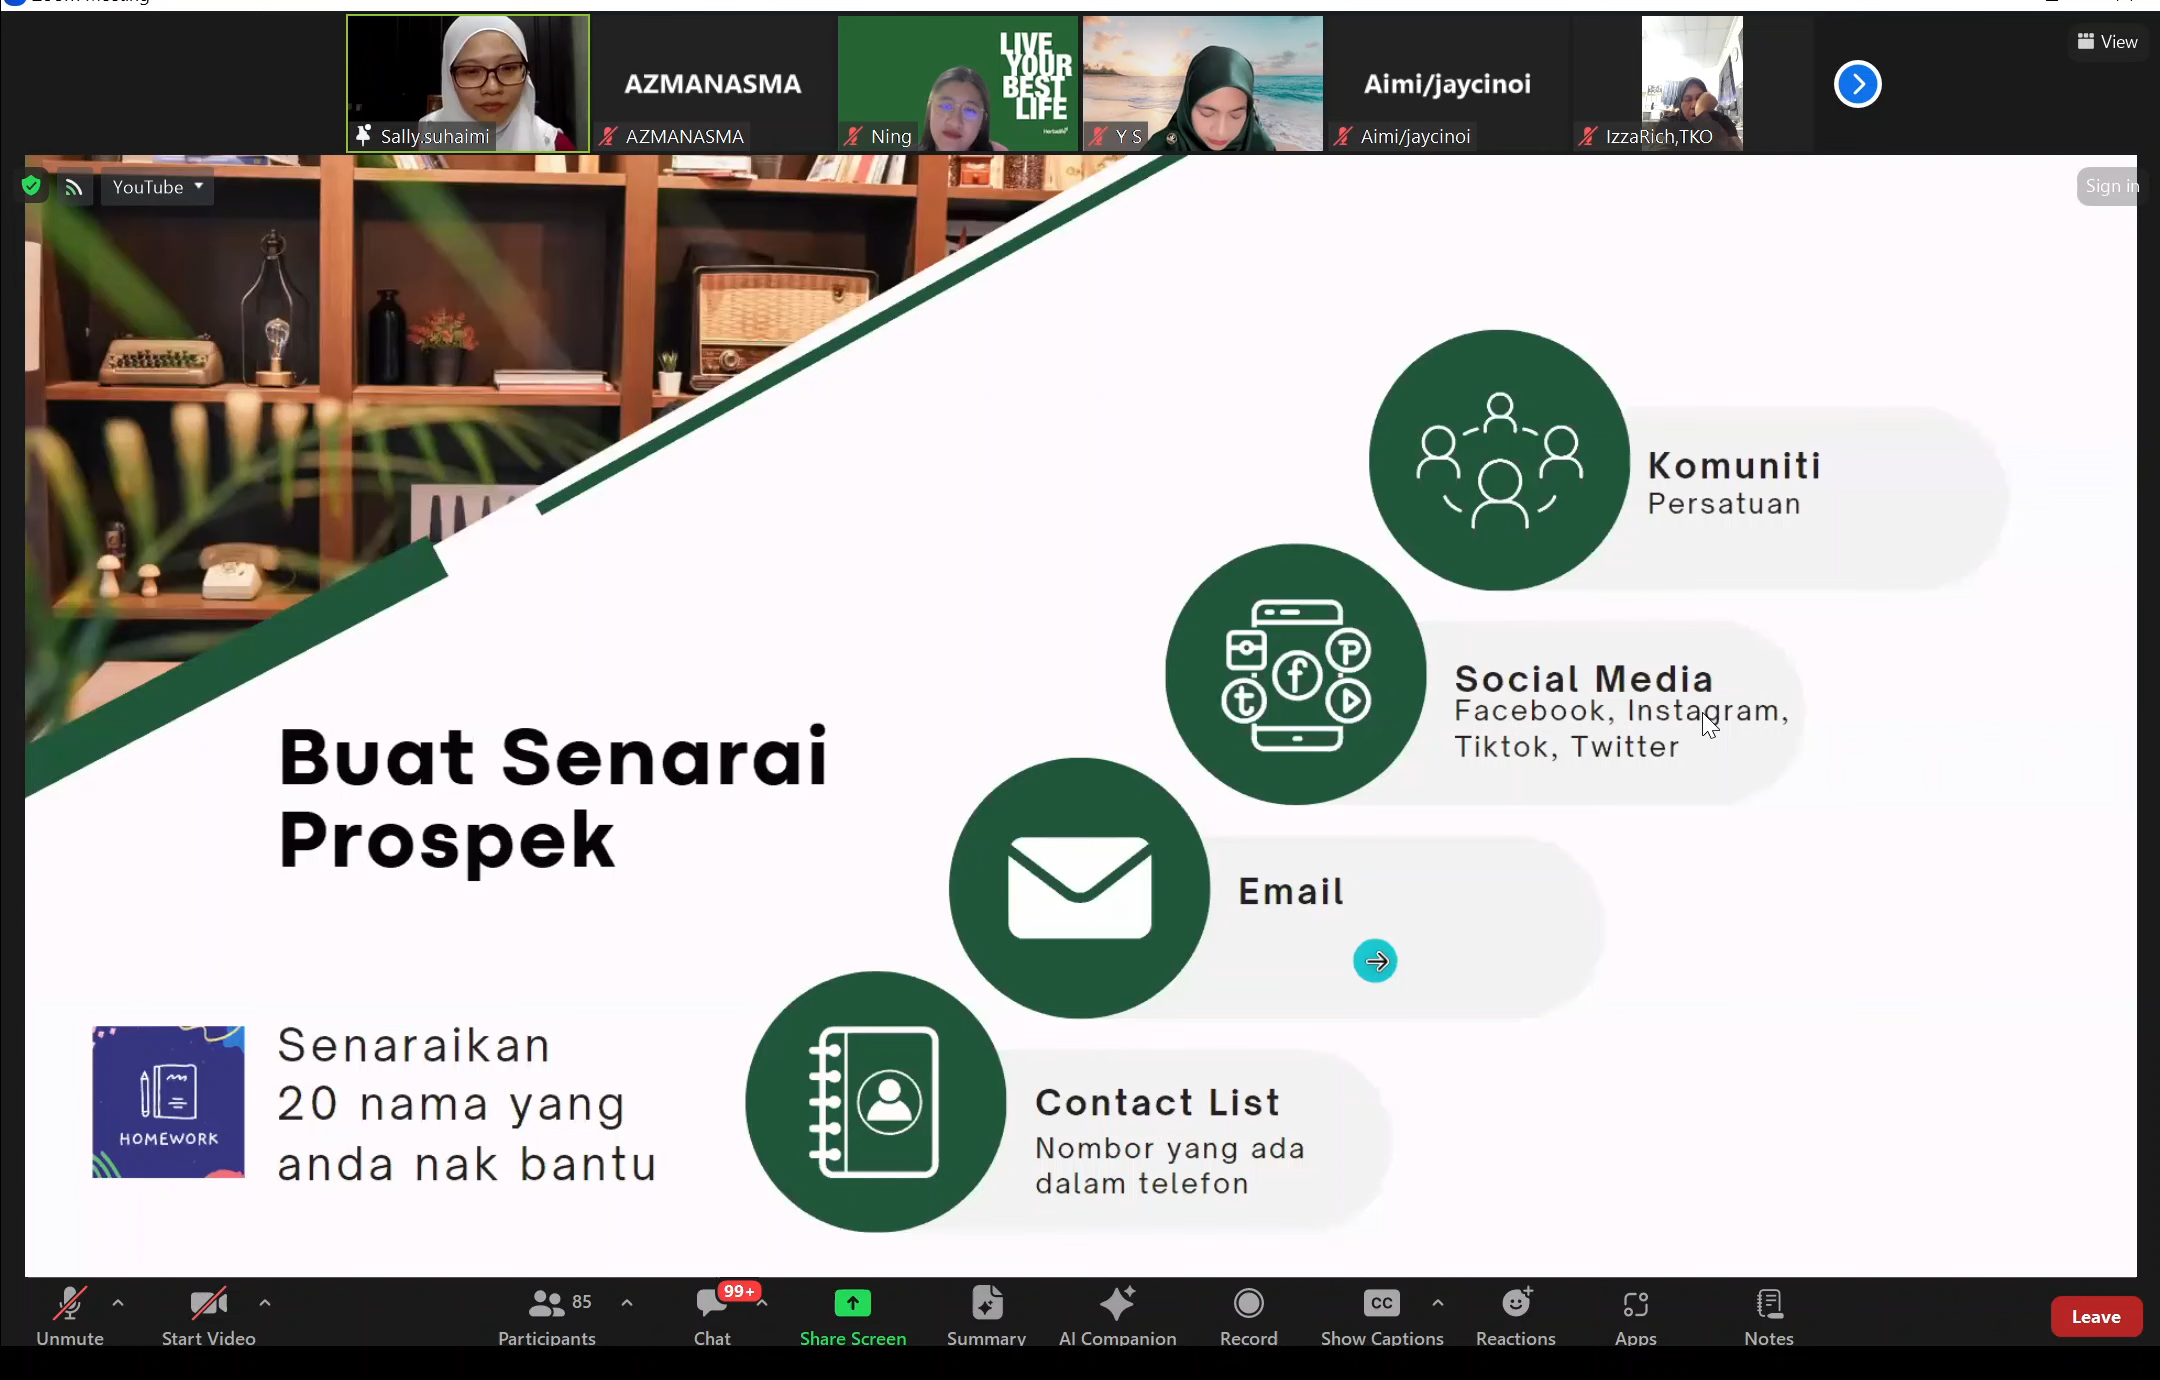 View
AZMANASMA
Aimi/jaycinoi
LIVE
YOUR
BEST
LIFE
Sally.suhaimi
AZMANASMA
Ning
Y S
Aimi/jaycinoi
IzzaRich,TKO
YouTube
Sign in
Komuniti
Persatuan
Social Media
Facebook, Instagram,
Tiktok, Twitter
Buat Senarai
Prospek
Email
HOMEWORK
Senaraikan
20 nama yang
anda nak bantu
Contact List
Nombor yang ada
dalam telefon
Unmute
Start Video
85
Participants
99+
Chat
Share Screen
Summary
AI Companion
Record
CC
Show Captions
Reactions
Apps
Notes
Leave